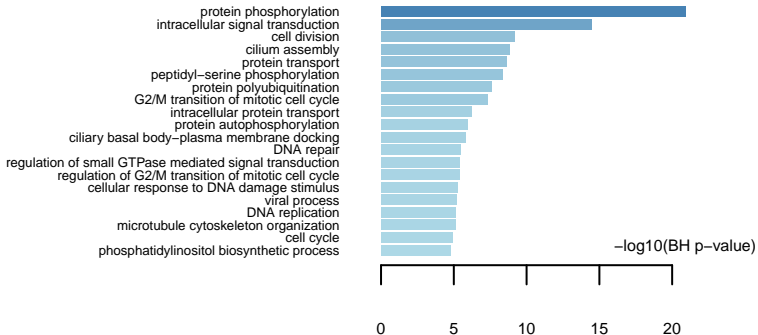 protein phosphorylation
intracellular signal transduction
cell division
cilium assembly
protein transport
peptidyl−serine phosphorylation
protein polyubiquitination
G2/M transition of mitotic cell cycle
intracellular protein transport
protein autophosphorylation
ciliary basal body−plasma membrane docking
DNA repair
regulation of small GTPase mediated signal transduction
regulation of G2/M transition of mitotic cell cycle
cellular response to DNA damage stimulus
viral process
DNA replication
microtubule cytoskeleton organization
cell cycle
phosphatidylinositol biosynthetic process
−log10(BH p−value)
0 5 10 15 20